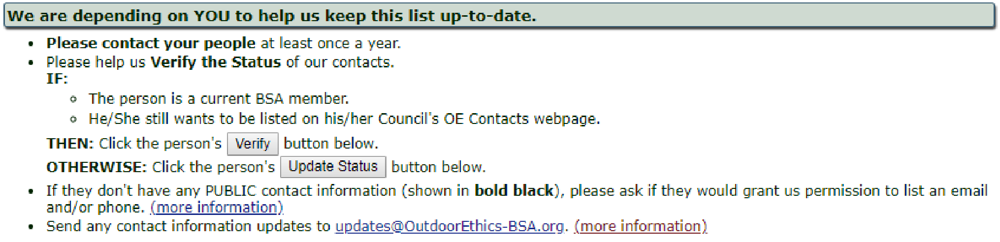 We are depending on YOU to help us keep this list up-to-date.
• Please contact your people at least once a year.
• Please help us Verify the Status of our contacts.
IF:
○ The person is a current BSA member.
○ He/She still wants to be listed on his/her Council's OE Contacts webpage.
THEN: Click the person's Verify button below.
OTHERWISE: Click the person's Update Status button below.
• If they don't have any PUBLIC contact information (shown in bold black), please ask if they would grant us permission to list an email
and/or phone. (more information)
• Send any contact information updates to updates@OutdoorEthics-BSA.org. (more information)